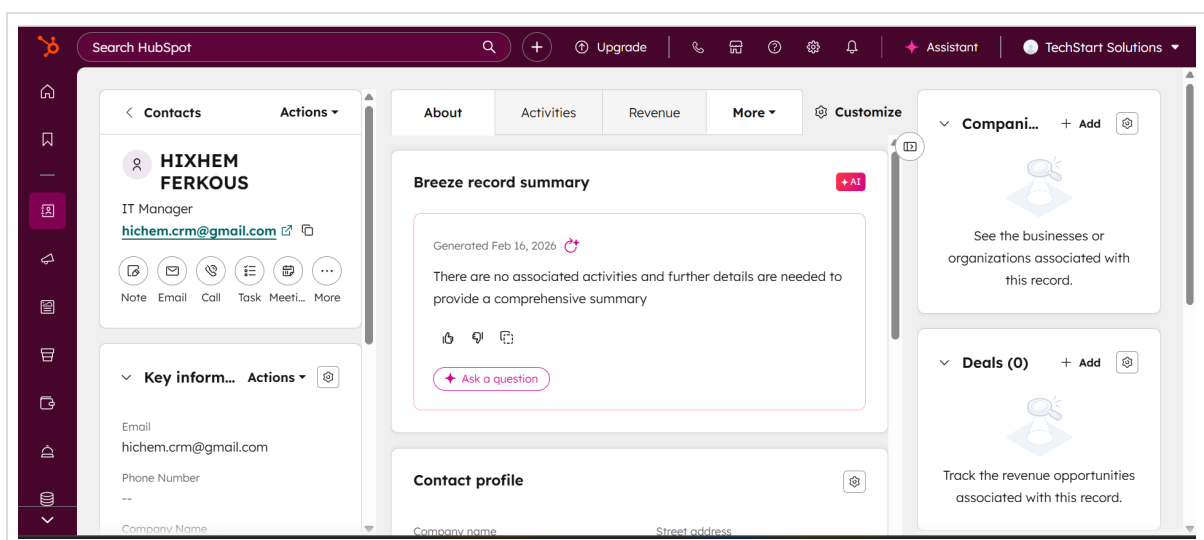 Search HubSpot
Upgrade
Assistant
TechStart Solutions
Contacts
Actions
HIXHEM
FERKOUS
IT Manager
hichem.crm@gmail.com
Note Email Call Task Meeti... More
Key inform... Actions
Email
hichem.crm@gmail.com
Phone Number
--
Company Name
About Activities Revenue More Customize
Breeze record summary
AI
Generated Feb 16, 2026
There are no associated activities and further details are needed to
provide a comprehensive summary
Ask a question
Contact profile
Company name Street address
Compani... + Add
See the businesses or
organizations associated with
this record.
Deals (0) + Add
Track the revenue opportunities
associated with this record.